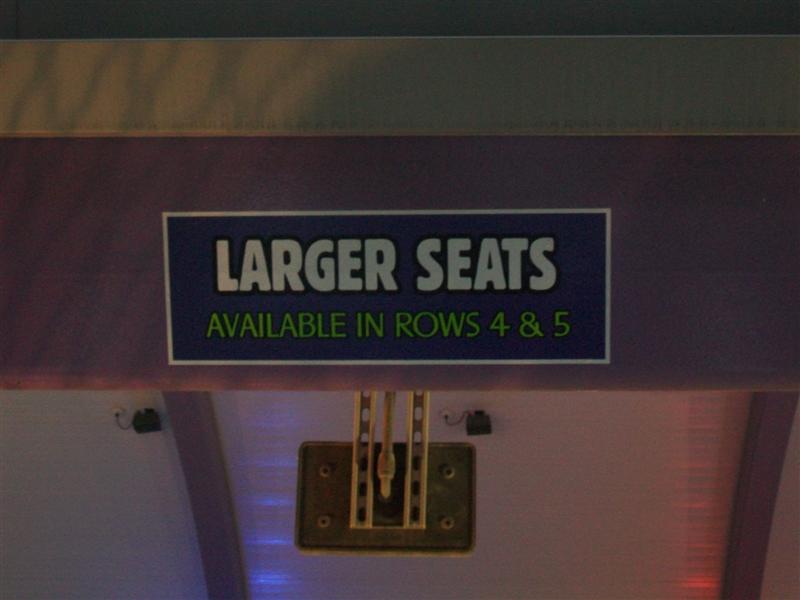 LARGER SEATS
AVAILABLE IN ROWS 4 & 5